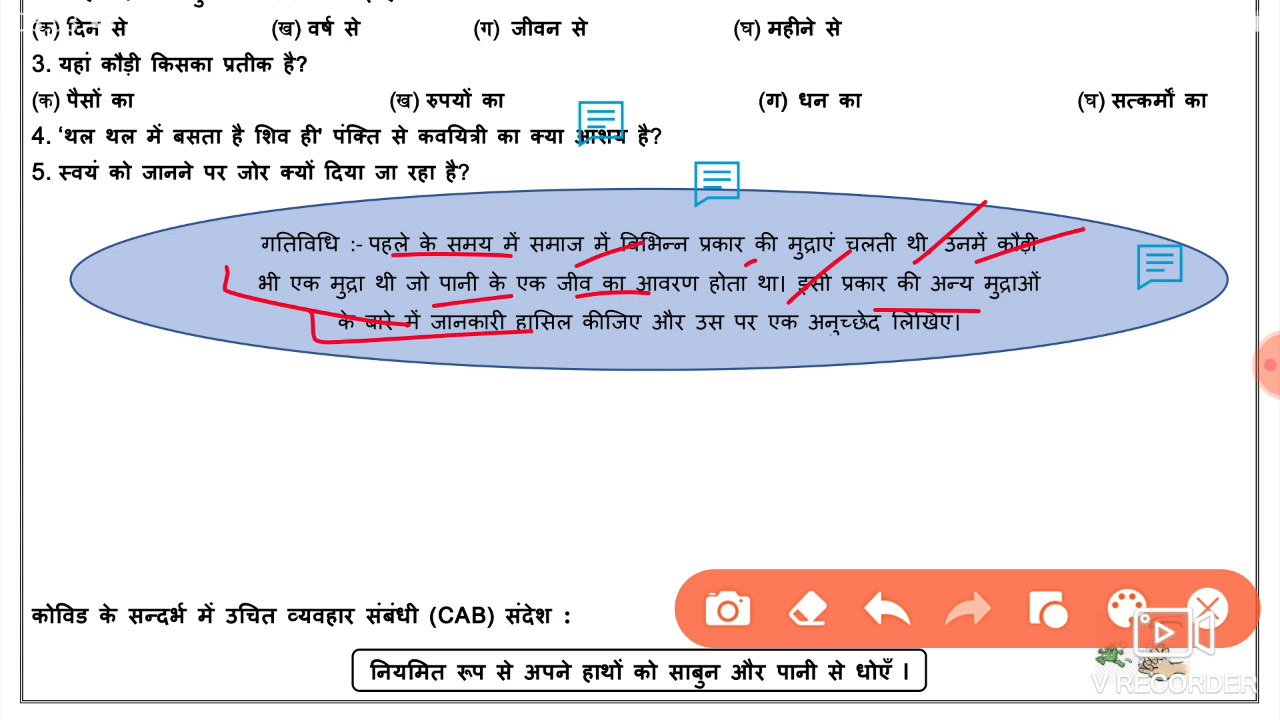 (क) दिन से (ख) वर्ष से (ग) जीवन से (घ) महीने से
3. यहां कौड़ी किसका प्रतीक है?
(क) पैसों का (ख) रुपयों का (ग) धन का (घ) सत्कर्मों का
4. ‘थल थल में बसता है शिव ही' पंक्ति से कवयित्री का क्या आशय है?
5. स्वयं को जानने पर जोर क्यों दिया जा रहा है?
गतिविधि :- पहले के समय में समाज में विभिन्न प्रकार की मुद्राएं चलती थी, उनमें कौड़ी
भी एक मुद्रा थी जो पानी के एक जीव का आवरण होता था। इसी प्रकार की अन्य मुद्राओं
के बारे में जानकारी हासिल कीजिए और उस पर एक अनुच्छेद लिखिए।
कोविड के सन्दर्भ में उचित व्यवहार संबंधी (CAB) संदेश :
नियमित रूप से अपने हाथों को साबुन और पानी से धोएँ ।
V RECORDER